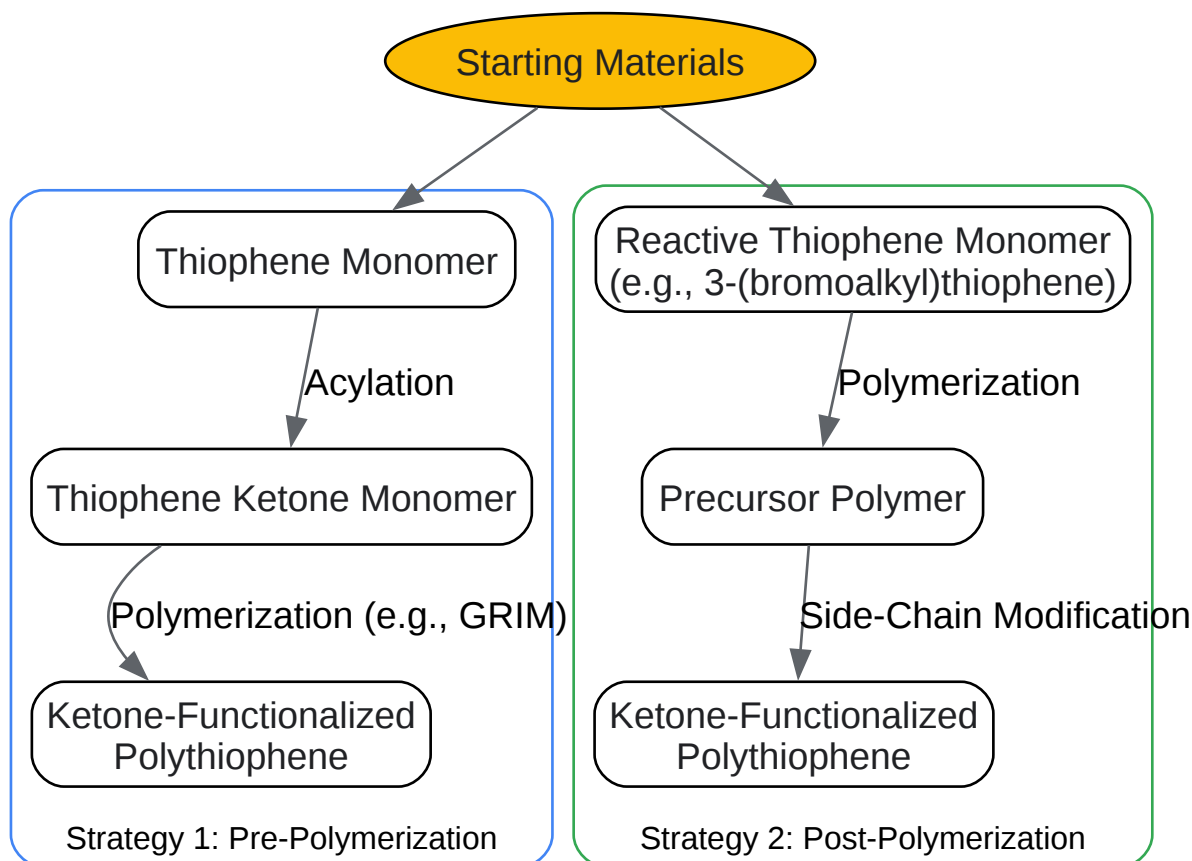 Starting Materials
Thiophene Monomer
Acylation
Thiophene Ketone Monomer
Polymerization (e.g., GRIM)
Ketone-Functionalized
Polythiophene
Strategy 1: Pre-Polymerization
Reactive Thiophene Monomer
(e.g., 3-(bromoalkyl)thiophene)
Polymerization
Precursor Polymer
Side-Chain Modification
Ketone-Functionalized
Polythiophene
Strategy 2: Post-Polymerization